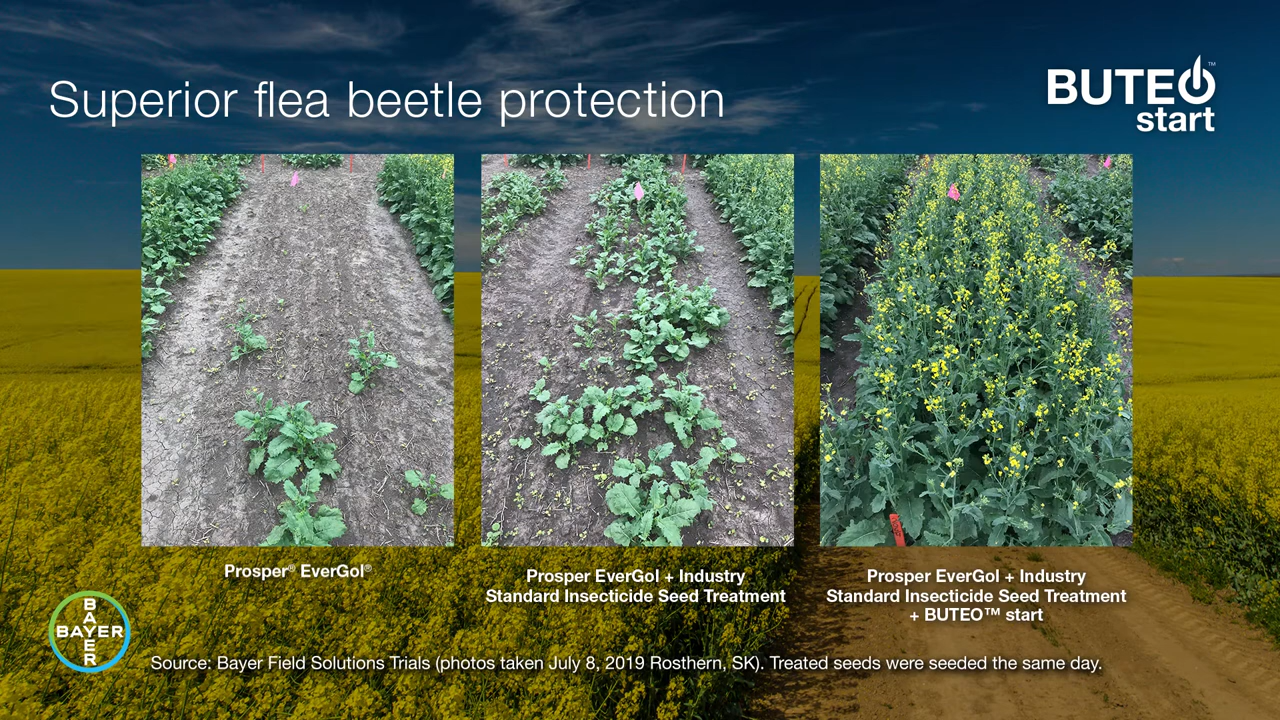 Superior flea beetle protection
BUTEO™
start
Prosper® EverGol®
Prosper EverGol + Industry
Standard Insecticide Seed Treatment
Prosper EverGol + Industry
Standard Insecticide Seed Treatment
+ BUTEO™ start
BAYER
BAYER
Source: Bayer Field Solutions Trials (photos taken July 8, 2019 Rosthern, SK). Treated seeds were seeded the same day.